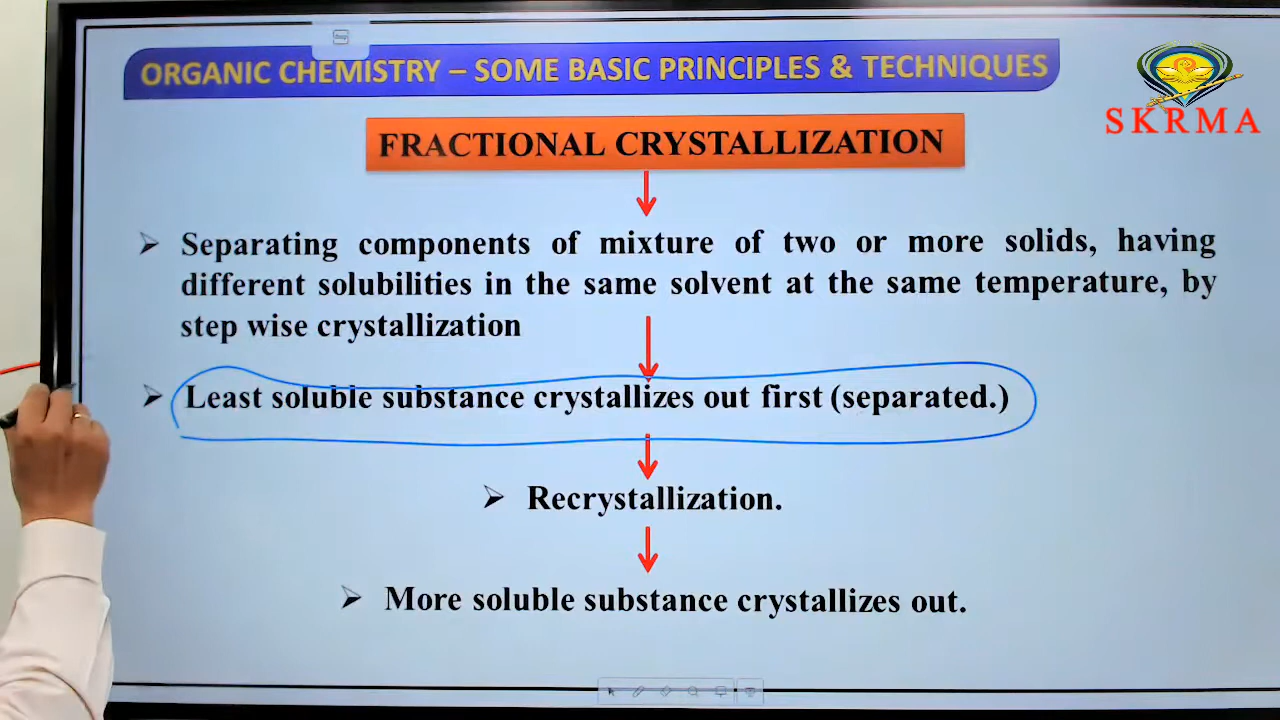 ORGANIC CHEMISTRY – SOME BASIC PRINCIPLES & TECHNIQUES
SKRMA
FRACTIONAL CRYSTALLIZATION
➢ Separating components of mixture of two or more solids, having
different solubilities in the same solvent at the same temperature, by
step wise crystallization
➢ Least soluble substance crystallizes out first (separated.)
➢ Recrystallization.
➢ More soluble substance crystallizes out.